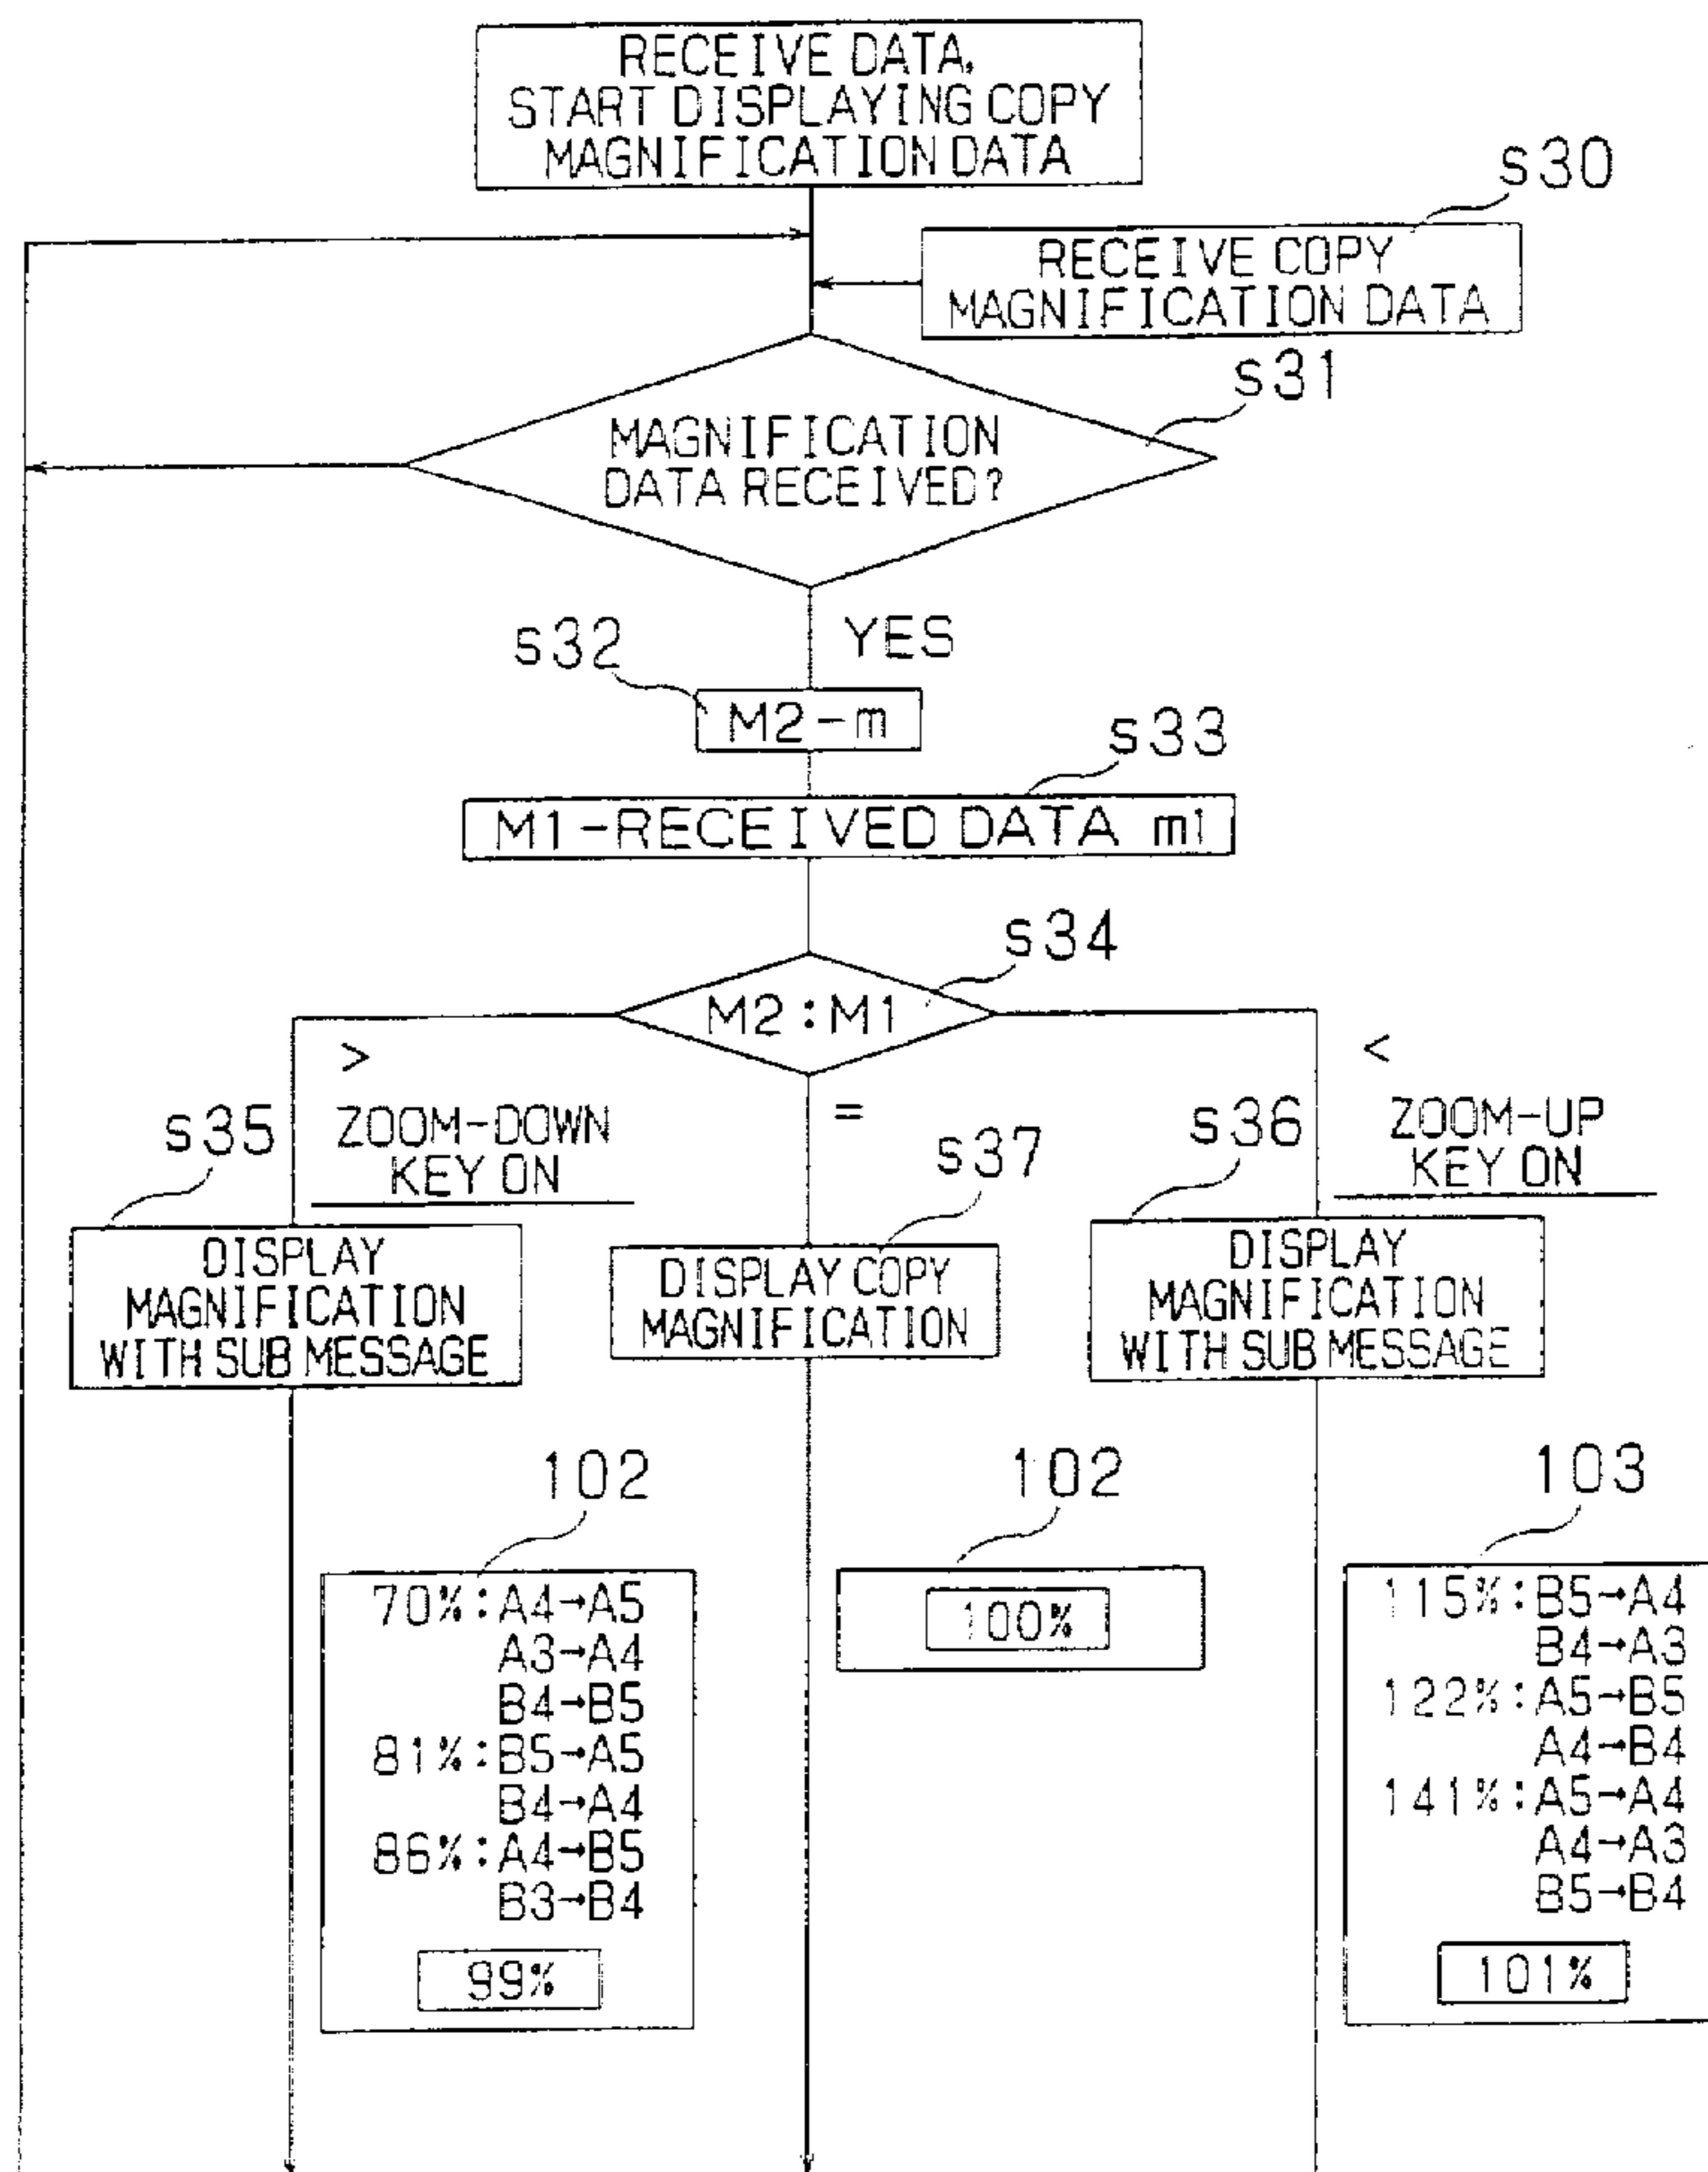 RECEIVE DATA,
START DISPLAYING COPY
MAGNIFICATION DATA
s30
RECEIVE COPY
MAGNIFICATION DATA
s31
MAGNIFICATION
DATA RECEIVED?
YES
s32
M2-m
s33
M1-RECEIVED DATA m1
s34
M2:M1
>
=
<
s35
ZOOM-DOWN
KEY ON
s37
s36
ZOOM-UP
KEY ON
DISPLAY
MAGNIFICATION
WITH SUB MESSAGE
DISPLAY COPY
MAGNIFICATION
DISPLAY
MAGNIFICATION
WITH SUB MESSAGE
102
70%:A4→A5
A3→A4
B4→B5
81%:B5→A5
B4→A4
86%:A4→B5
B3→B4
99%
102
100%
103
115%:B5→A4
B4→A3
122%:A5→B5
A4→B4
141%:A5→A4
A4→A3
B5→B4
101%